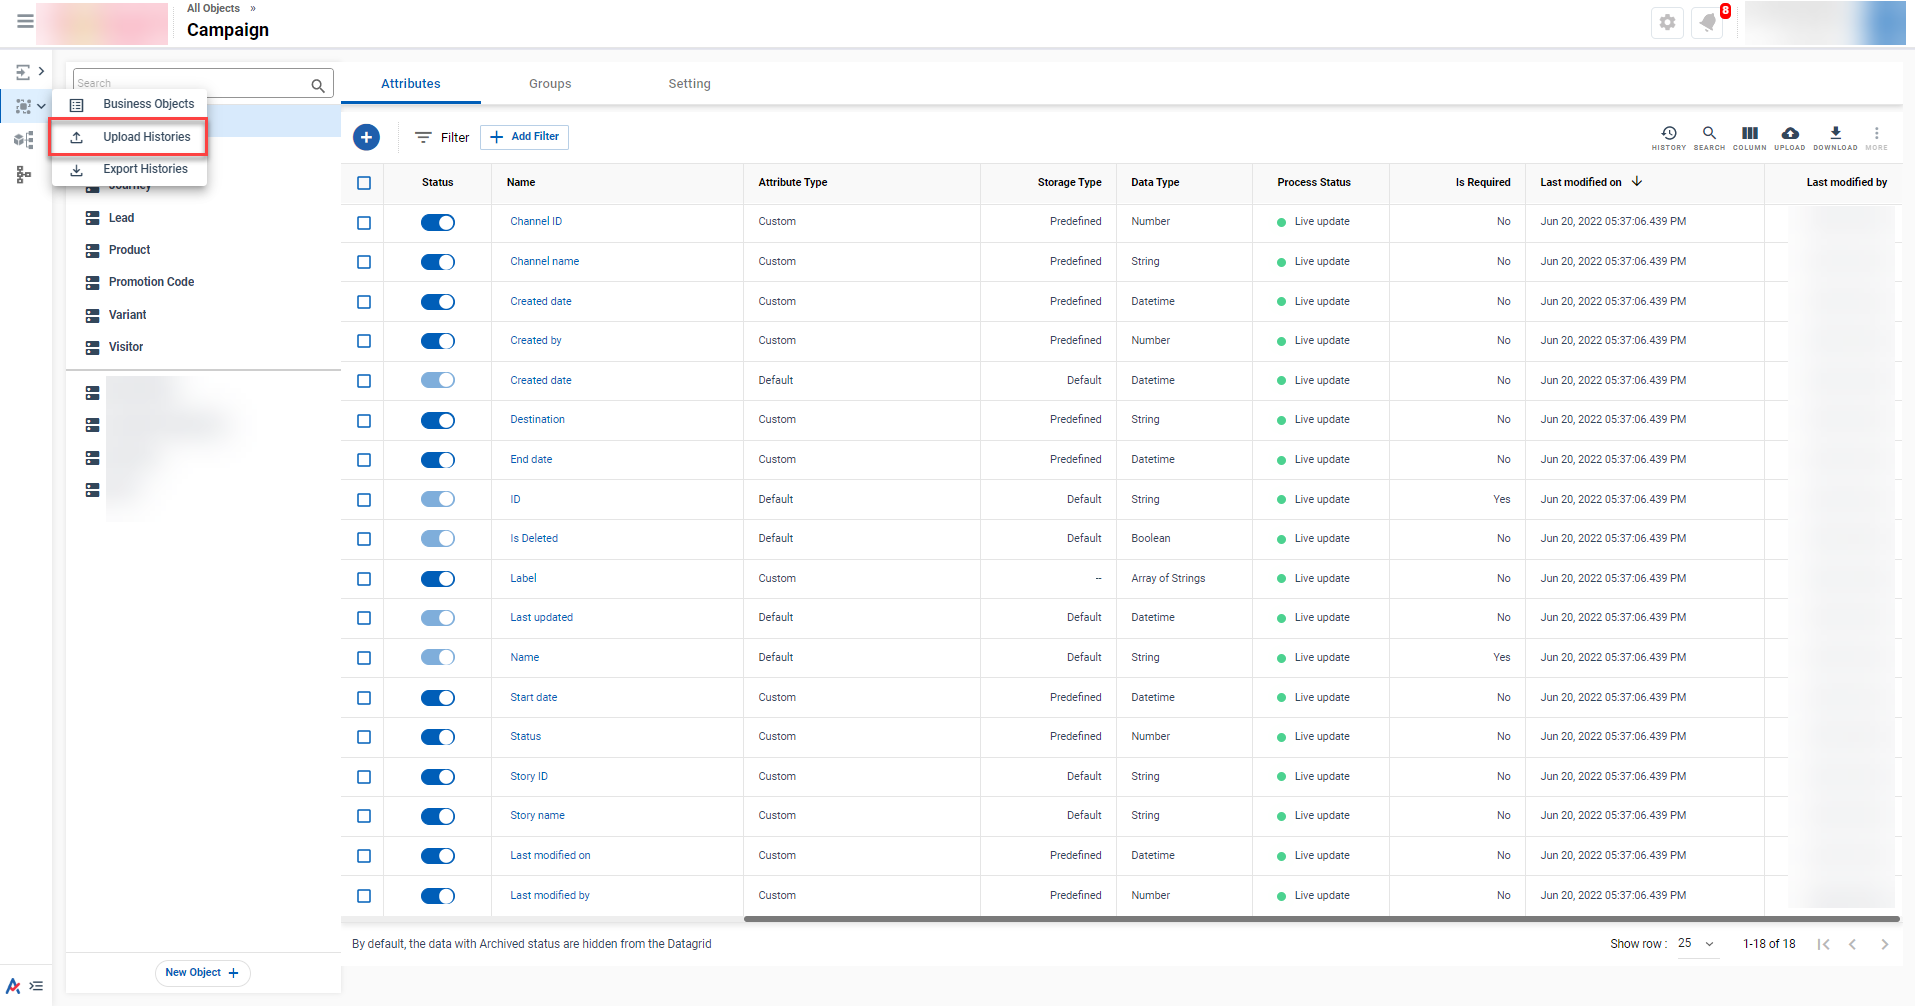 All Objects »
Campaign
8
Search
Business Objects
Upload Histories
Export Histories
Journey
Lead
Product
Promotion Code
Variant
Visitor
New Object +
Attributes Groups Setting
Filter + Add Filter
HISTORY SEARCH COLUMN UPLOAD DOWNLOAD MORE
Status Name Attribute Type Storage Type Data Type Process Status Is Required Last modified on Last modified by
Channel ID Custom Predefined Number Live update No Jun 20, 2022 05:37:06.439 PM
Channel name Custom Predefined String Live update No Jun 20, 2022 05:37:06.439 PM
Created date Custom Predefined Datetime Live update No Jun 20, 2022 05:37:06.439 PM
Created by Custom Predefined Number Live update No Jun 20, 2022 05:37:06.439 PM
Created date Default Default Datetime Live update No Jun 20, 2022 05:37:06.439 PM
Destination Custom Predefined String Live update No Jun 20, 2022 05:37:06.439 PM
End date Custom Predefined Datetime Live update No Jun 20, 2022 05:37:06.439 PM
ID Default Default String Live update Yes Jun 20, 2022 05:37:06.439 PM
Is Deleted Default Default Boolean Live update No Jun 20, 2022 05:37:06.439 PM
Label Custom -- Array of Strings Live update No Jun 20, 2022 05:37:06.439 PM
Last updated Default Default Datetime Live update No Jun 20, 2022 05:37:06.439 PM
Name Default Default String Live update Yes Jun 20, 2022 05:37:06.439 PM
Start date Custom Predefined Datetime Live update No Jun 20, 2022 05:37:06.439 PM
Status Custom Predefined Number Live update No Jun 20, 2022 05:37:06.439 PM
Story ID Custom Default String Live update No Jun 20, 2022 05:37:06.439 PM
Story name Custom Default String Live update No Jun 20, 2022 05:37:06.439 PM
Last modified on Custom Predefined Datetime Live update No Jun 20, 2022 05:37:06.439 PM
Last modified by Custom Predefined Number Live update No Jun 20, 2022 05:37:06.439 PM
By default, the data with Archived status are hidden from the Datagrid Show row : 25 1-18 of 18